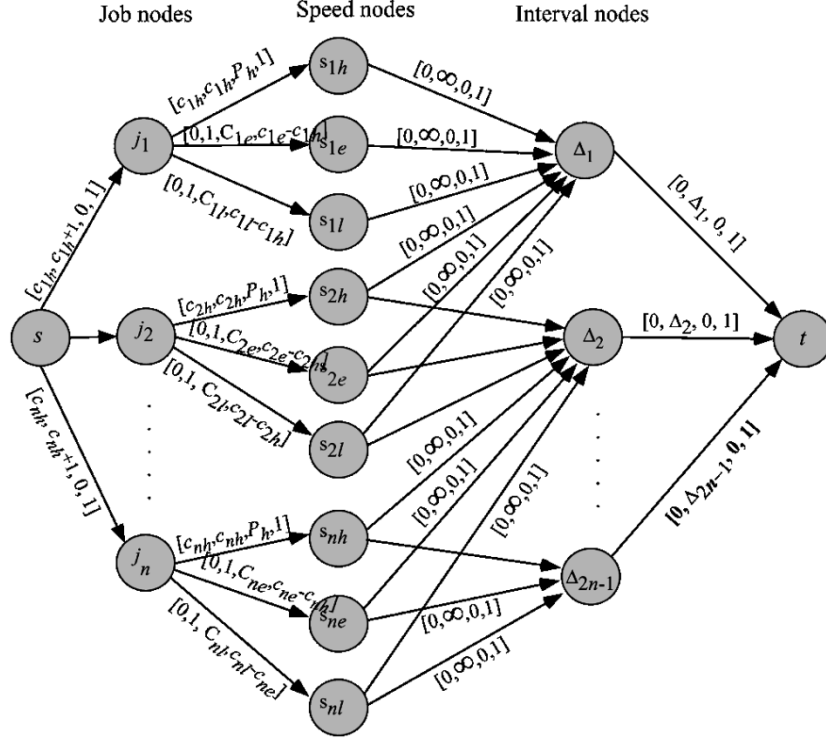 Job nodes
Speed nodes
Interval nodes
s
[c1h, c1h+1, 0, 1]
[cnh, cnh+1, 0, 1]
j1
[c1h,c1h,Ph,1]
[0,1,C1e,c1e-c1h]
[0,1,C1l,c1l-c1h]
j2
[c2h,c2h,Ph,1]
[0,1,C2e,c2e-c2h]
[0,1, C2l,c2l-c2h]
. . . . .
jn
[cnh,cnh,Ph,1]
[0,1,Cne,cne-cnh]
[0,1, Cnl,cnl-cne]
s1h
[0,∞,0,1]
s1e
[0,∞,0,1]
s1l
[0,∞,0,1]
s2h
[0,∞,0,1]
s2e
[0,∞,0,1]
s2l
[0,∞,0,1]
snh
[0,∞,0,1]
sne
[0,∞,0,1]
[0,∞,0,1]
snl
[0,∞,0,1]
[0,∞,0,1]
Δ1
[0, Δ1, 0, 1]
Δ2
[0, Δ2, 0, 1]
. . . . .
Δ2n-1
[0, Δ2n−1, 0, 1]
t